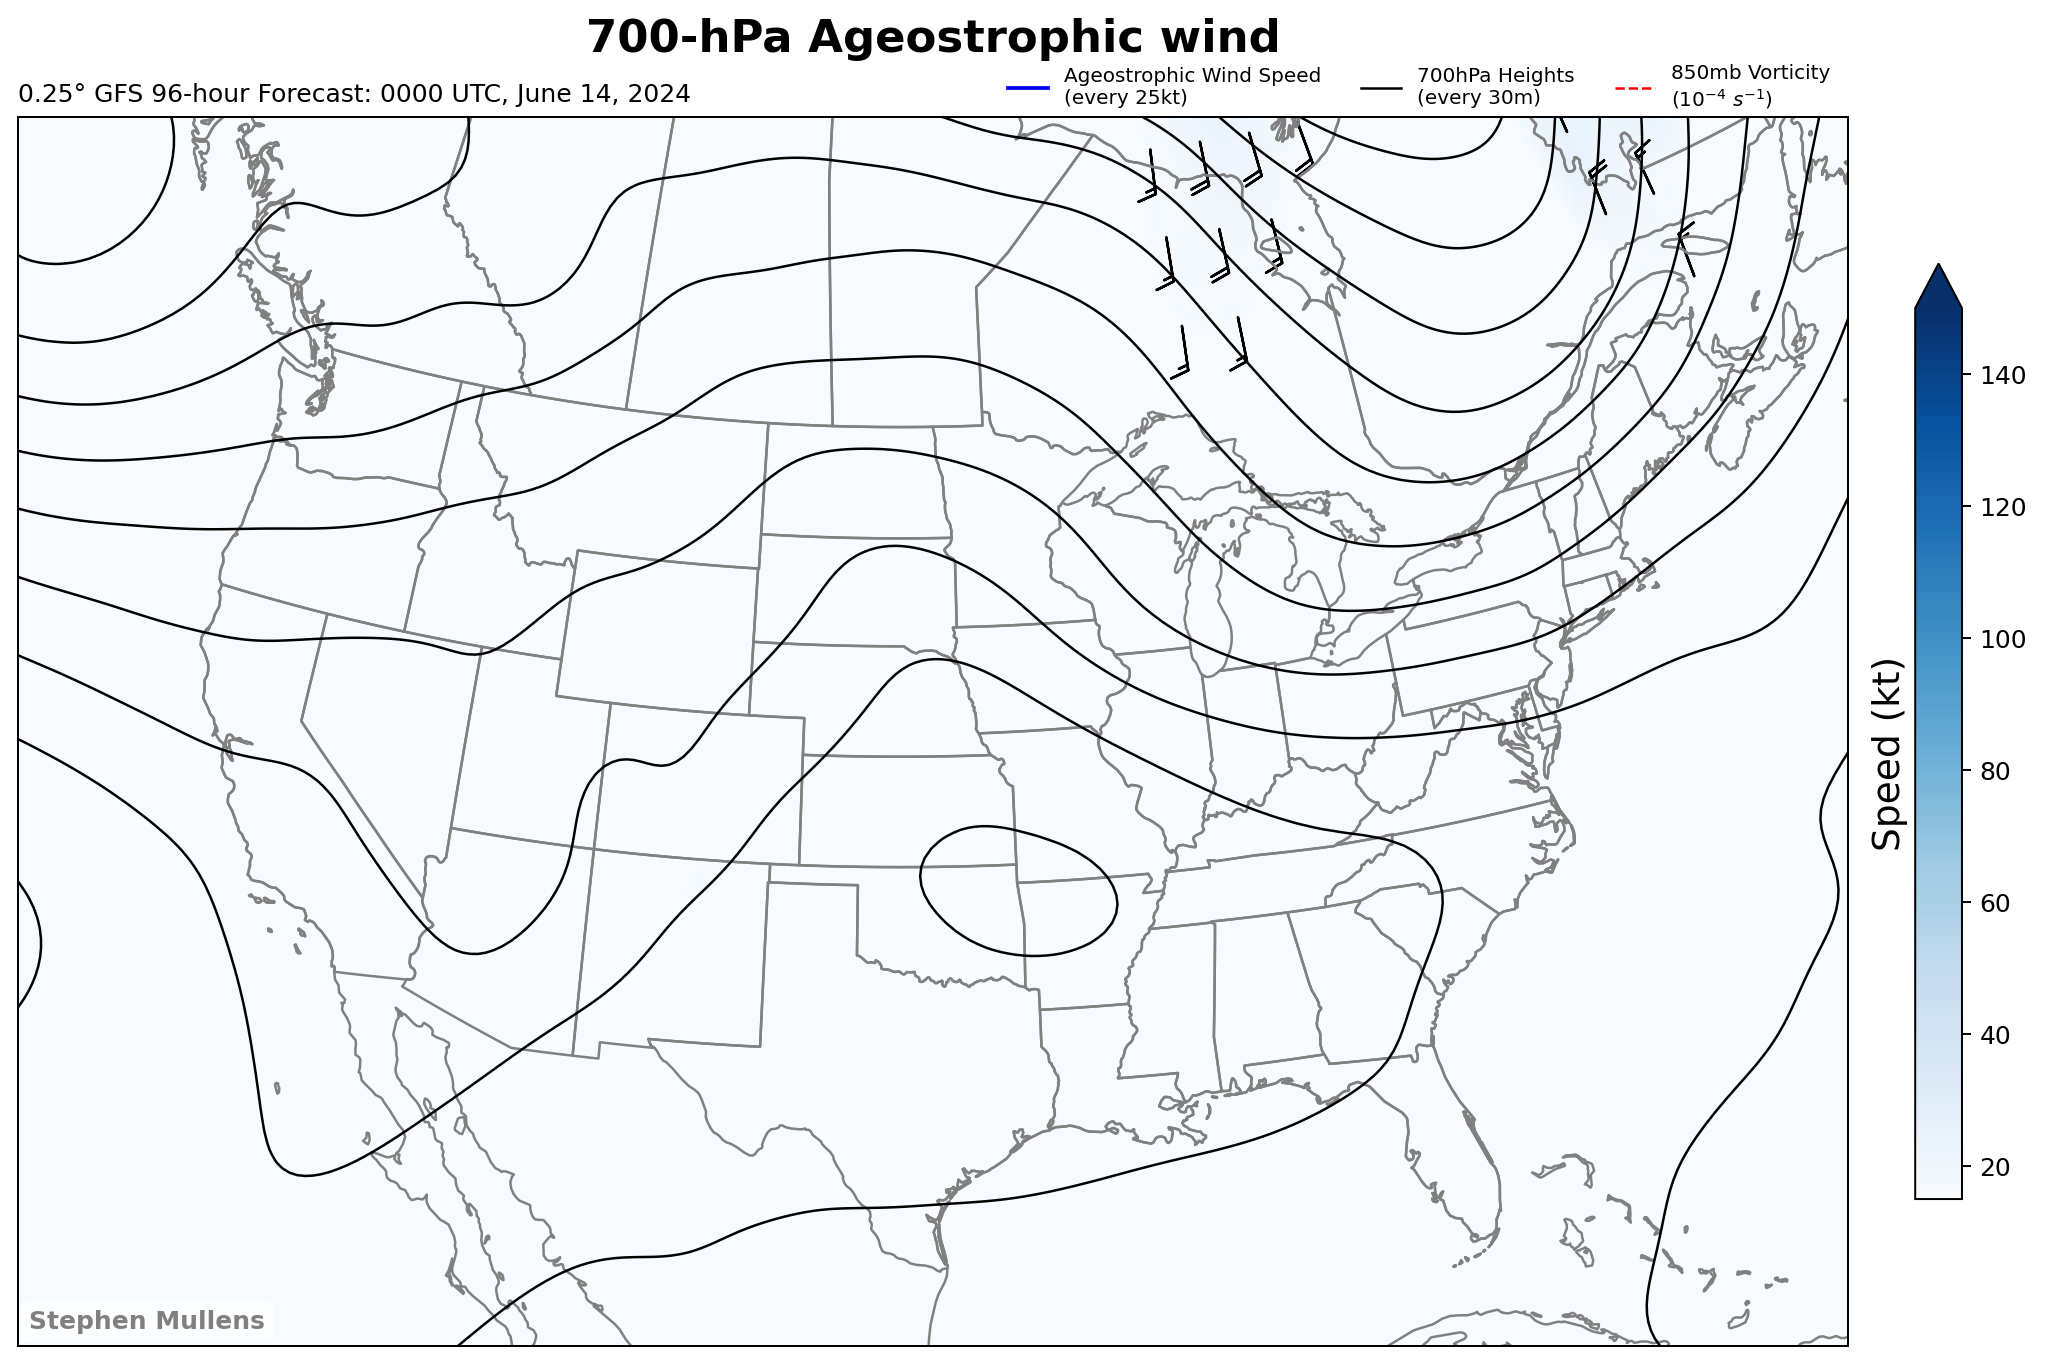 700-hPa Ageostrophic wind
0.25° GFS 96-hour Forecast: 0000 UTC, June 14, 2024
Ageostrophic Wind Speed
(every 25kt)
700hPa Heights
(every 30m)
850mb Vorticity
(10⁻⁴ s⁻¹)
140
120
100
80
60
40
20
Speed (kt)
Stephen Mullens